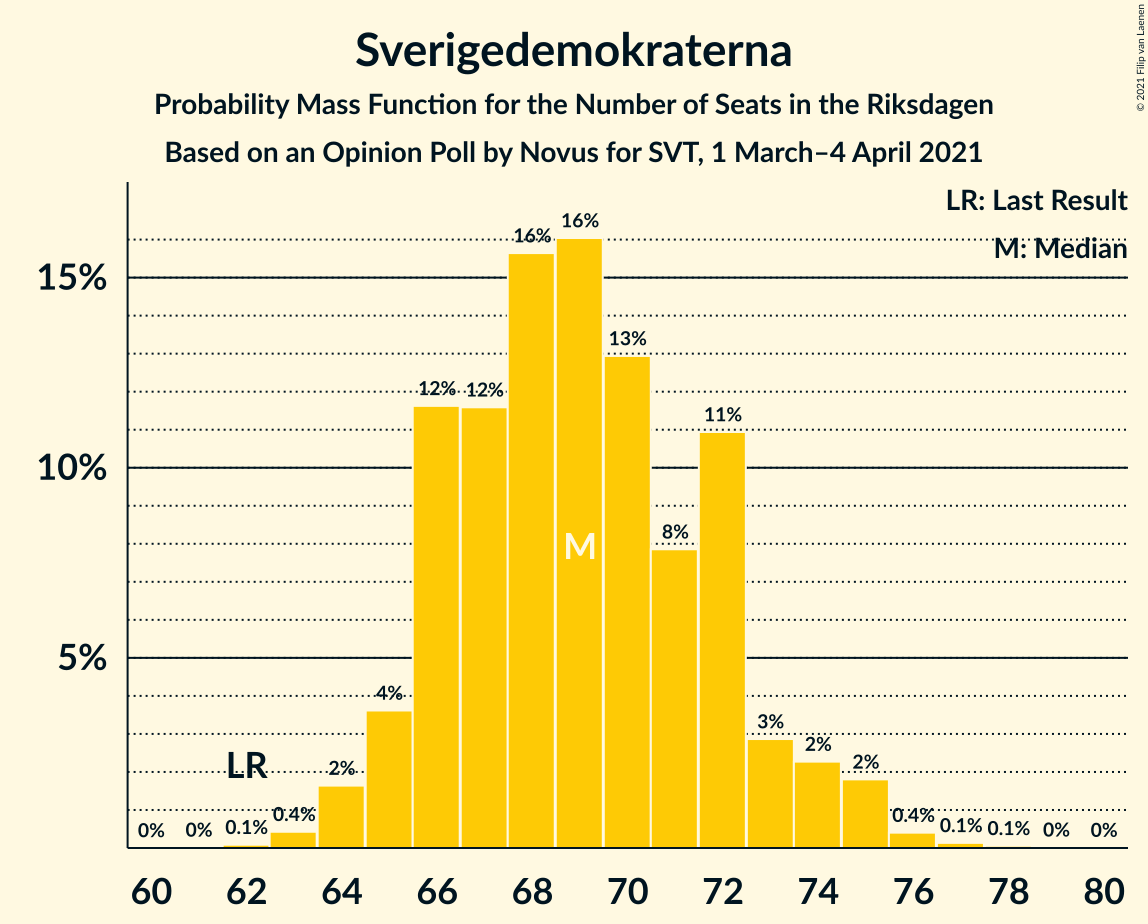 Sverigedemokraterna
Probability Mass Function for the Number of Seats in the Riksdagen
Based on an Opinion Poll by Novus for SVT, 1 March–4 April 2021
© 2021 Filip van Laenen
LR: Last Result
M: Median
15%
10%
5%
0% 0% 0.1% 0.4% 2% 4% 12% 12% 16% 16% 13% 8% 11% 3% 2% 2% 0.4% 0.1% 0.1% 0% 0%
LR
M
60 62 64 66 68 70 72 74 76 78 80